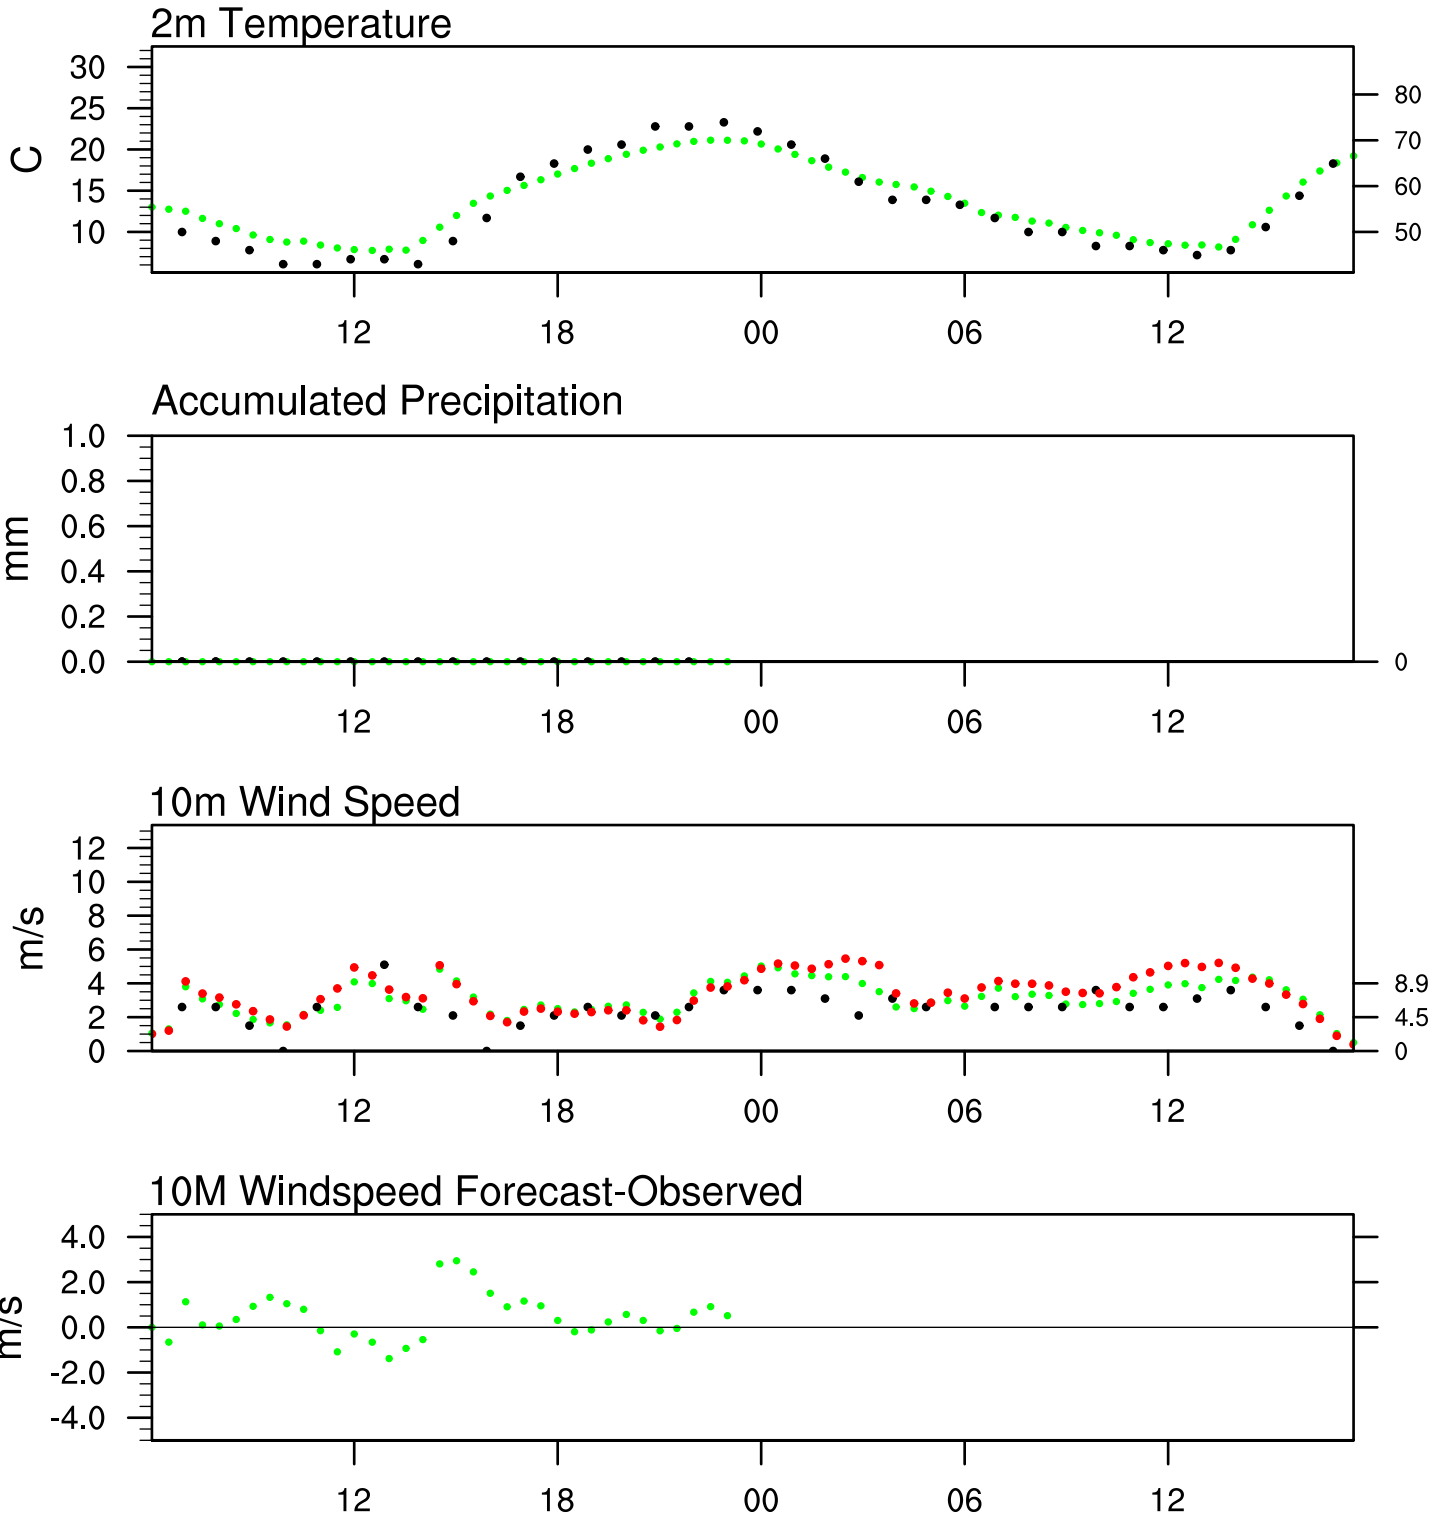 2m Temperature
30
25
20
15
10
C
80
70
60
50
12 18 00 06 12
Accumulated Precipitation
1.0
0.8
0.6
0.4
0.2
0.0
mm
0
12 18 00 06 12
10m Wind Speed
12
10
8
6
4
2
0
m/s
8.9
4.5
0
12 18 00 06 12
10M Windspeed Forecast-Observed
4.0
2.0
0.0
-2.0
-4.0
m/s
12 18 00 06 12